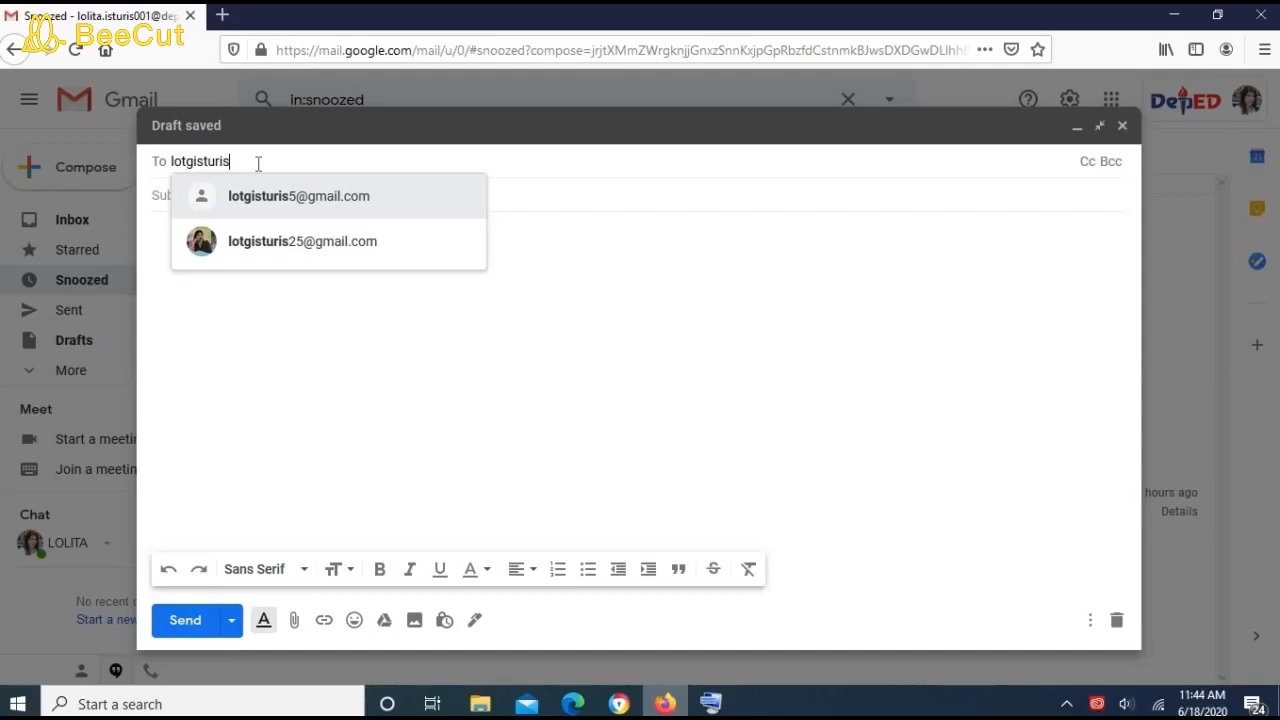 Snoozed - lolita.isturis001@dep
BeeCut
https://mail.google.com/mail/u/0/#snoozed?compose=jrjtXMmZWrgknjjGnxzSnnKxjpGpRbzfdCstnmkBJwsDXDGwDLlhh
Gmail
in:snoozed
DepED
Draft saved
To lotgisturis
Cc Bcc
Sub
lotgisturis5@gmail.com
lotgisturis25@gmail.com
Compose
Inbox
Starred
Snoozed
Sent
Drafts
More
Meet
Start a meetin
Join a meetin
Chat
LOLITA
No recent c
Start a new
hours ago
Details
Sans Serif
Send
Start a search
11:44 AM
6/18/2020
24